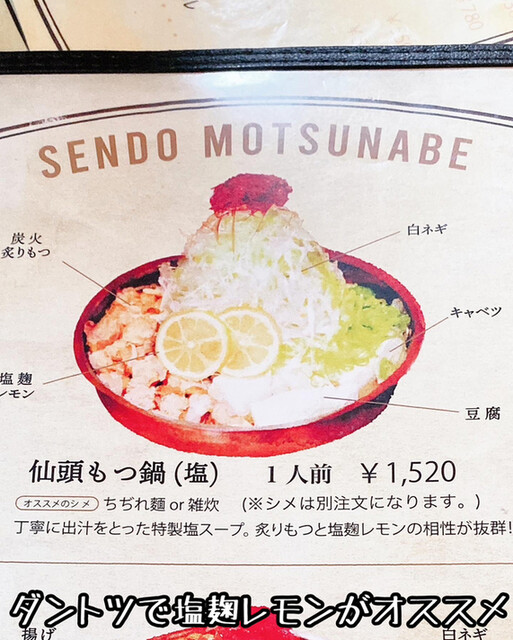 780
SENDO MOTSUNABE
炭火
炙りもつ
白ネギ
キャベツ
塩麹
レモン
豆腐
仙頭もつ鍋(塩) 1人前 ¥1,520
オススメのシメ ちぢれ麺 or 雑炊 (※シメは別注文になります。)
丁寧に出汁をとった特製塩スープ。炙りもつと塩麹レモンの相性が抜群!
ダントツで塩麹レモンがオススメ
揚げ
白ネギ